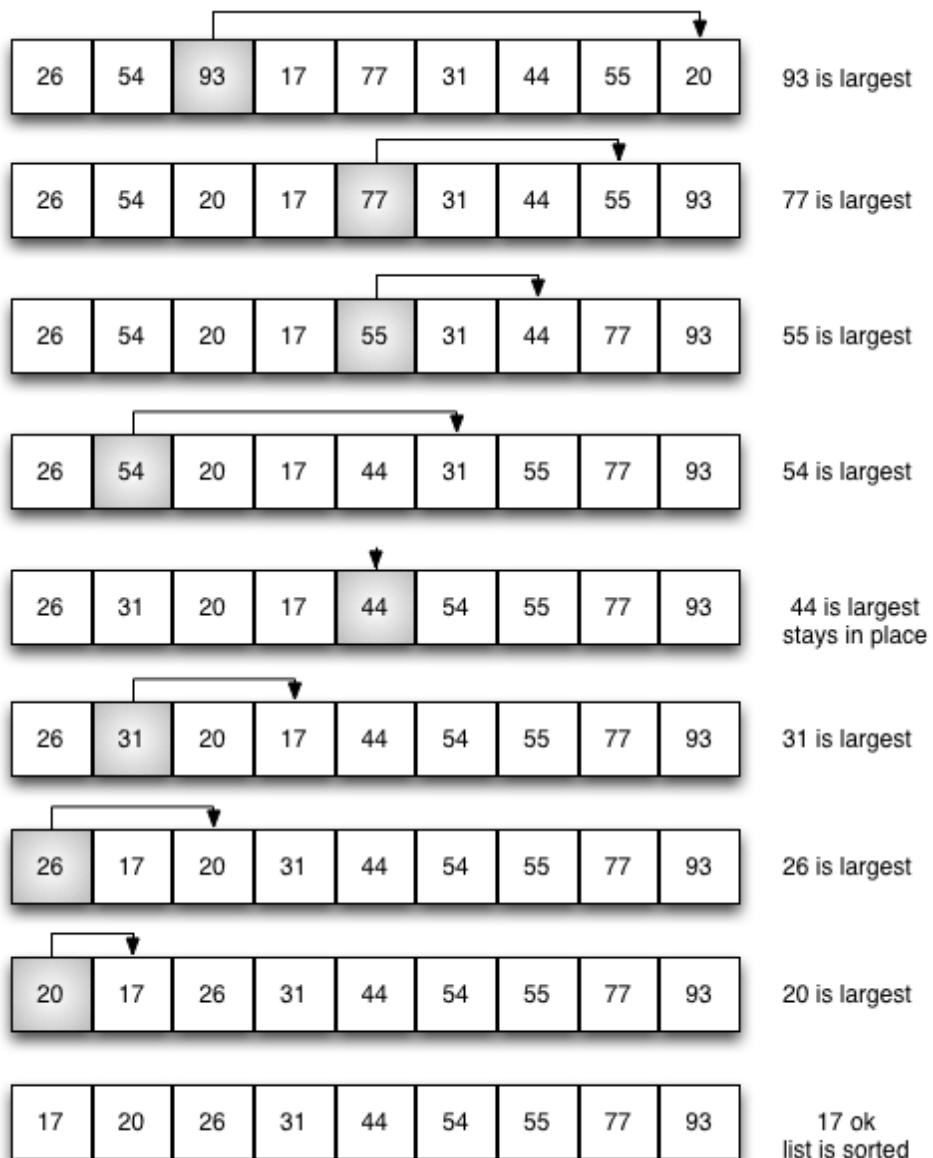 26 54 93 17 77 31 44 55 20 93 is largest
26 54 20 17 77 31 44 55 93 77 is largest
26 54 20 17 55 31 44 77 93 55 is largest
26 54 20 17 44 31 55 77 93 54 is largest
26 31 20 17 44 54 55 77 93 44 is largest
stays in place
26 31 20 17 44 54 55 77 93 31 is largest
26 17 20 31 44 54 55 77 93 26 is largest
20 17 26 31 44 54 55 77 93 20 is largest
17 20 26 31 44 54 55 77 93 17 ok
list is sorted